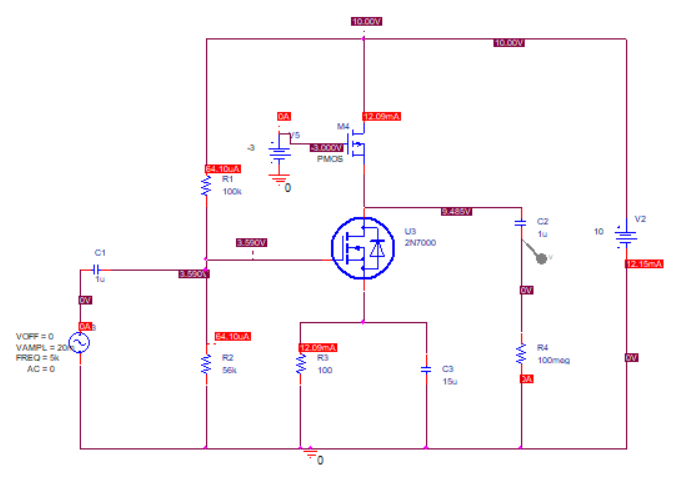 10.00V
10.00V
0A
V5
-3
-3.000V
M4
12.09mA
PMOS
0
64.10uA
R1
100k
9.485V
C2
1u
V
V2
10
12.15mA
U3
2N7000
3.590V
3.590V
C1
1u
0V
0A
VOFF = 0
VAMPL = 20m
FREQ = 5k
AC = 0
64.10uA
R2
56k
12.09mA
R3
100
C3
15u
0V
R4
100meg
0A
0V
0